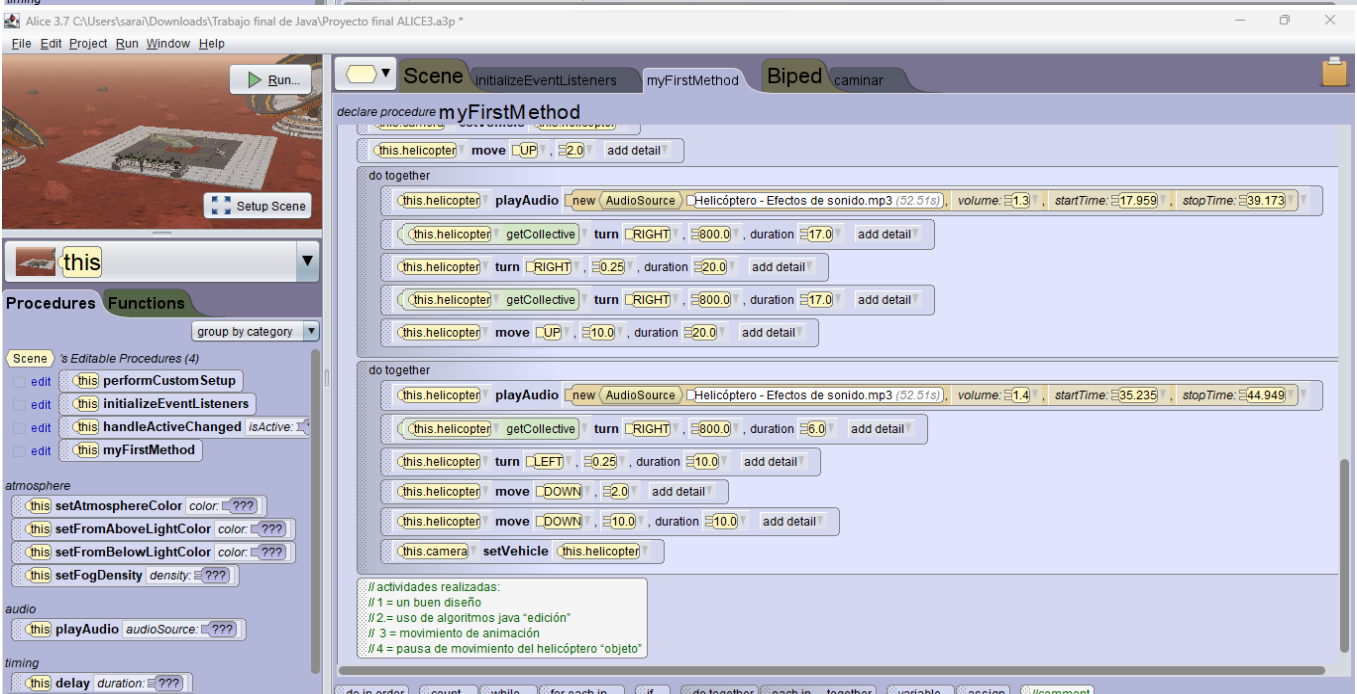 timing
Alice 3.7 C:\Users\sarai\Downloads\Trabajo final de Java\Proyecto final ALICE3.a3p *
File Edit Project Run Window Help
Run...
Setup Scene
this
Procedures Functions
group by category
Scene 's Editable Procedures (4)
edit this performCustomSetup
edit this initializeEventListeners
edit this handleActiveChanged isActive:
edit this myFirstMethod
atmosphere
this setAtmosphereColor color: ???
this setFromAboveLightColor color: ???
this setFromBelowLightColor color: ???
this setFogDensity density: ???
audio
this playAudio audioSource: ???
timing
this delay duration: ???
Scene initializeEventListeners myFirstMethod Biped caminar
declare procedure myFirstMethod
this.camera setVehicle this.helicopter
this.helicopter move UP , 2.0 add detail
do together
this.helicopter playAudio new AudioSource Helicóptero - Efectos de sonido.mp3 (52.51s), volume: 1.3 , startTime: 17.959 , stopTime: 39.173
this.helicopter getCollective turn RIGHT , 800.0 , duration 17.0 add detail
this.helicopter turn RIGHT , 0.25 , duration 20.0 add detail
this.helicopter getCollective turn RIGHT , 800.0 , duration 17.0 add detail
this.helicopter move UP , 10.0 , duration 20.0 add detail
do together
this.helicopter playAudio new AudioSource Helicóptero - Efectos de sonido.mp3 (52.51s), volume: 1.4 , startTime: 35.235 , stopTime: 44.949
this.helicopter getCollective turn RIGHT , 800.0 , duration 6.0 add detail
this.helicopter turn LEFT , 0.25 , duration 10.0 add detail
this.helicopter move DOWN , 2.0 add detail
this.helicopter move DOWN , 10.0 , duration 10.0 add detail
this.camera setVehicle this.helicopter
// actividades realizadas:
// 1 = un buen diseño
// 2.= uso de algoritmos java “edición”
// 3 = movimiento de animación
// 4 = pausa de movimiento del helicóptero “objeto”
do in order count while for each in if do together each in together variable assign //comment